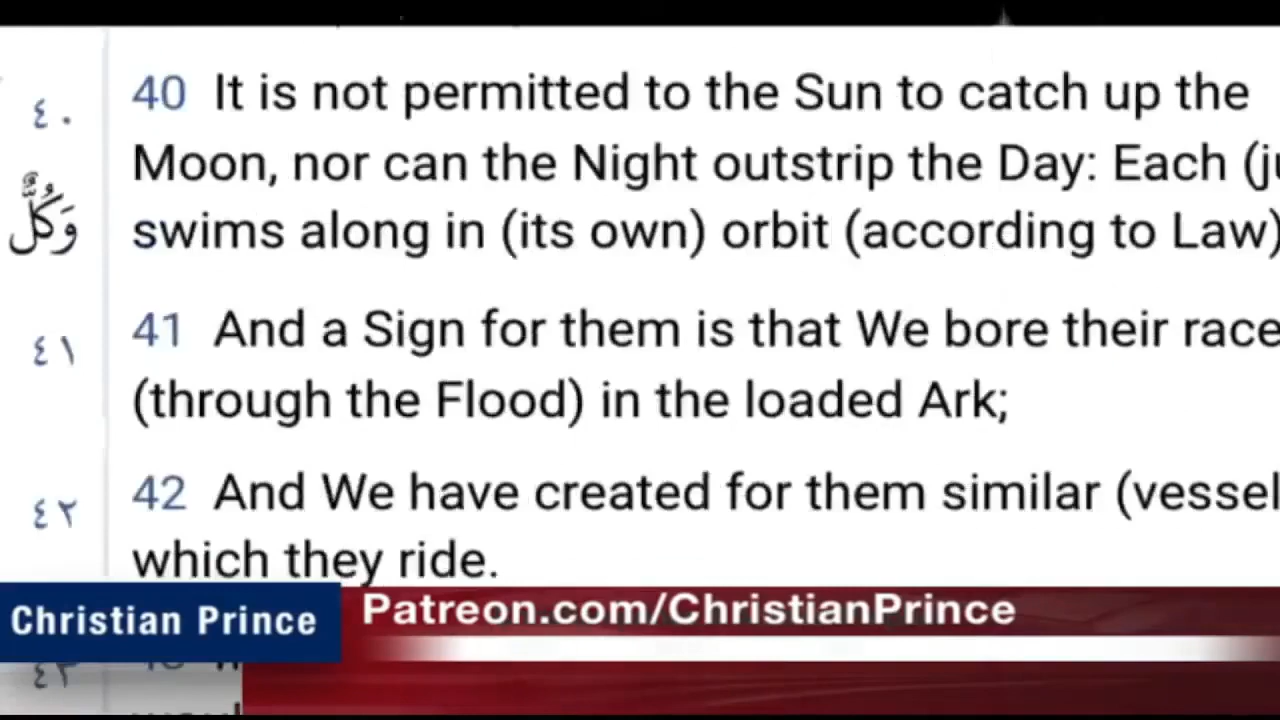 ٤٠
40 It is not permitted to the Sun to catch up the
Moon, nor can the Night outstrip the Day: Each
وَكُلٌّ
swims along in (its own) orbit (according to Law)
٤١
41 And a Sign for them is that We bore their race
(through the Flood) in the loaded Ark;
٤٢
42 And We have created for them similar (vessel
which they ride.
Christian Prince
Patreon.com/ChristianPrince
٤٣